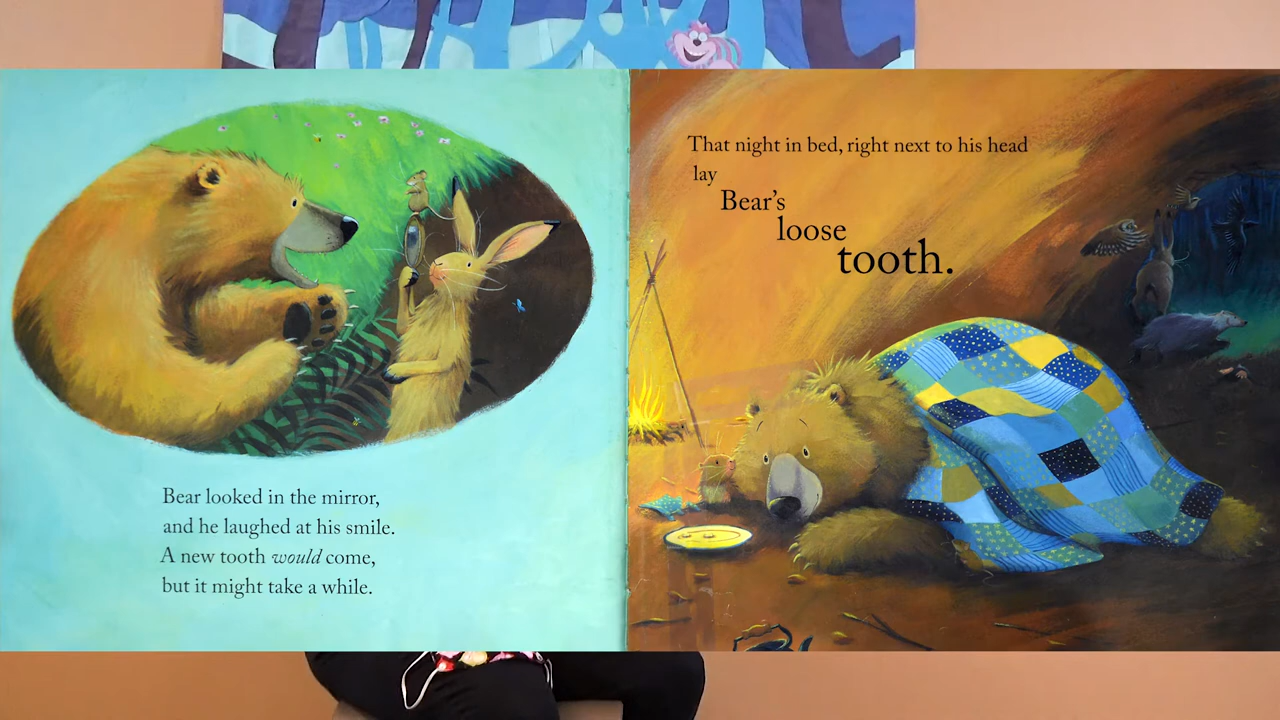 Bear looked in the mirror,
and he laughed at his smile.
A new tooth would come,
but it might take a while.
That night in bed, right next to his head
lay
Bear's
loose
tooth.